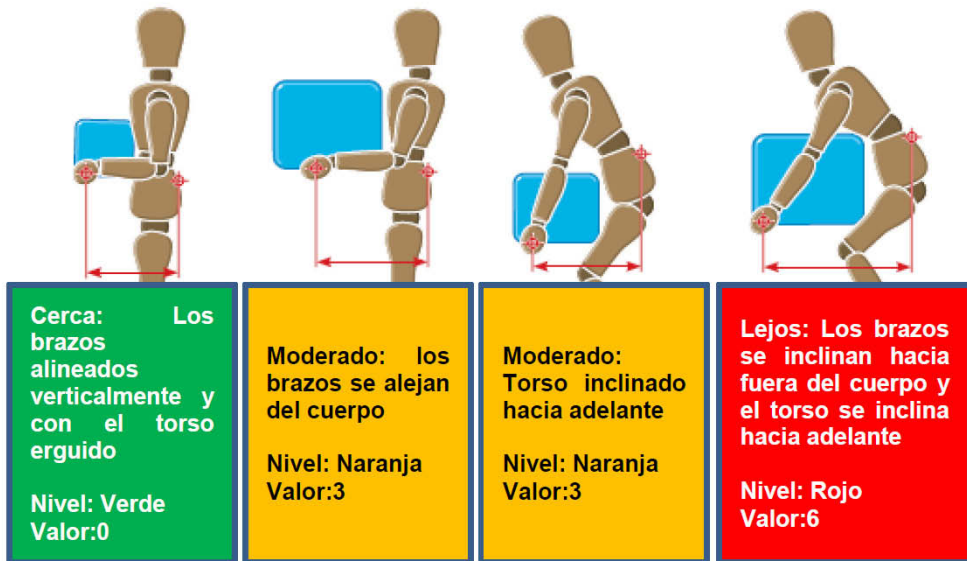 Cerca: Los
brazos
alineados
verticalmente y
con el torso
erguido
Nivel: Verde
Valor:0
Moderado: los
brazos se alejan
del cuerpo
Nivel: Naranja
Valor:3
Moderado:
Torso inclinado
hacia adelante
Nivel: Naranja
Valor:3
Lejos: Los brazos
se inclinan hacia
fuera del cuerpo y
el torso se inclina
hacia adelante
Nivel: Rojo
Valor:6